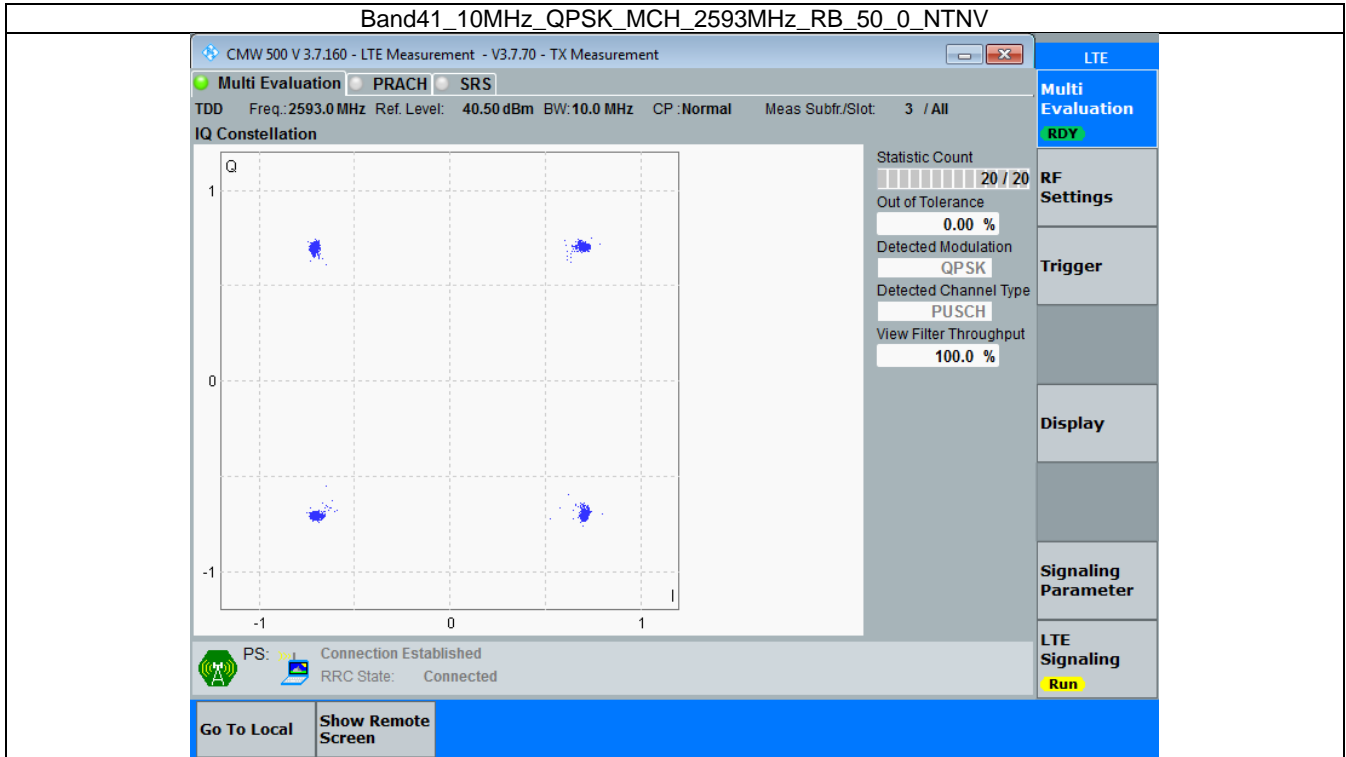 Band41_10MHz_QPSK_MCH_2593MHz_RB_50_0_NTNV
CMW 500 V 3.7.160 - LTE Measurement - V3.7.70 - TX Measurement
LTE
Multi Evaluation PRACH SRS
Multi
Evaluation
RDY
TDD Freq.:2593.0 MHz Ref. Level: 40.50 dBm BW:10.0 MHz CP :Normal Meas Subfr./Slot: 3 / All
IQ Constellation
Q
1
0
-1
I
-1 0 1
Statistic Count
20 / 20
Out of Tolerance
0.00 %
Detected Modulation
QPSK
Detected Channel Type
PUSCH
View Filter Throughput
100.0 %
RF
Settings
Trigger
Display
Signaling
Parameter
LTE
Signaling
Run
PS: Connection Established
RRC State: Connected
Go To Local
Show Remote
Screen